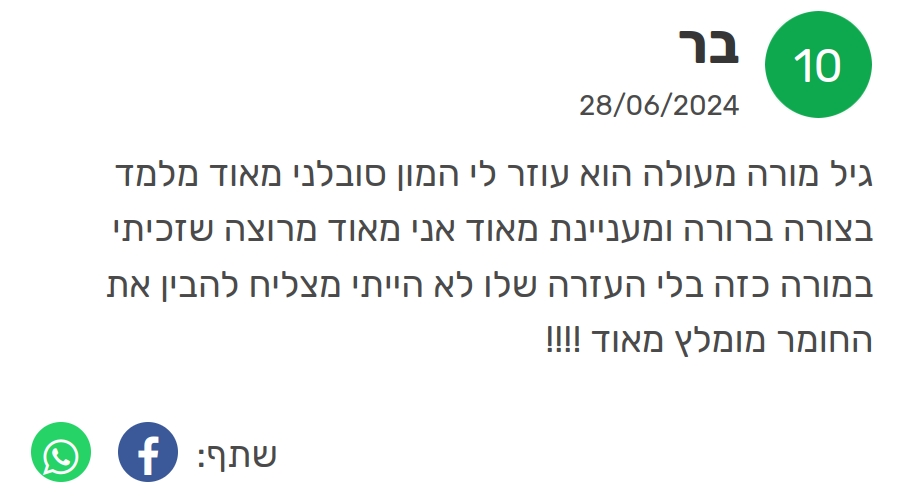 10
בר
28/06/2024
גיל מורה מעולה הוא עוזר לי המון סובלני מאוד מלמד
בצורה ברורה ומעניינת מאוד אני מאוד מרוצה שזכיתי
במורה כזה בלי העזרה שלו לא הייתי מצליח להבין את
החומר מומלץ מאוד !!!!
שתף: